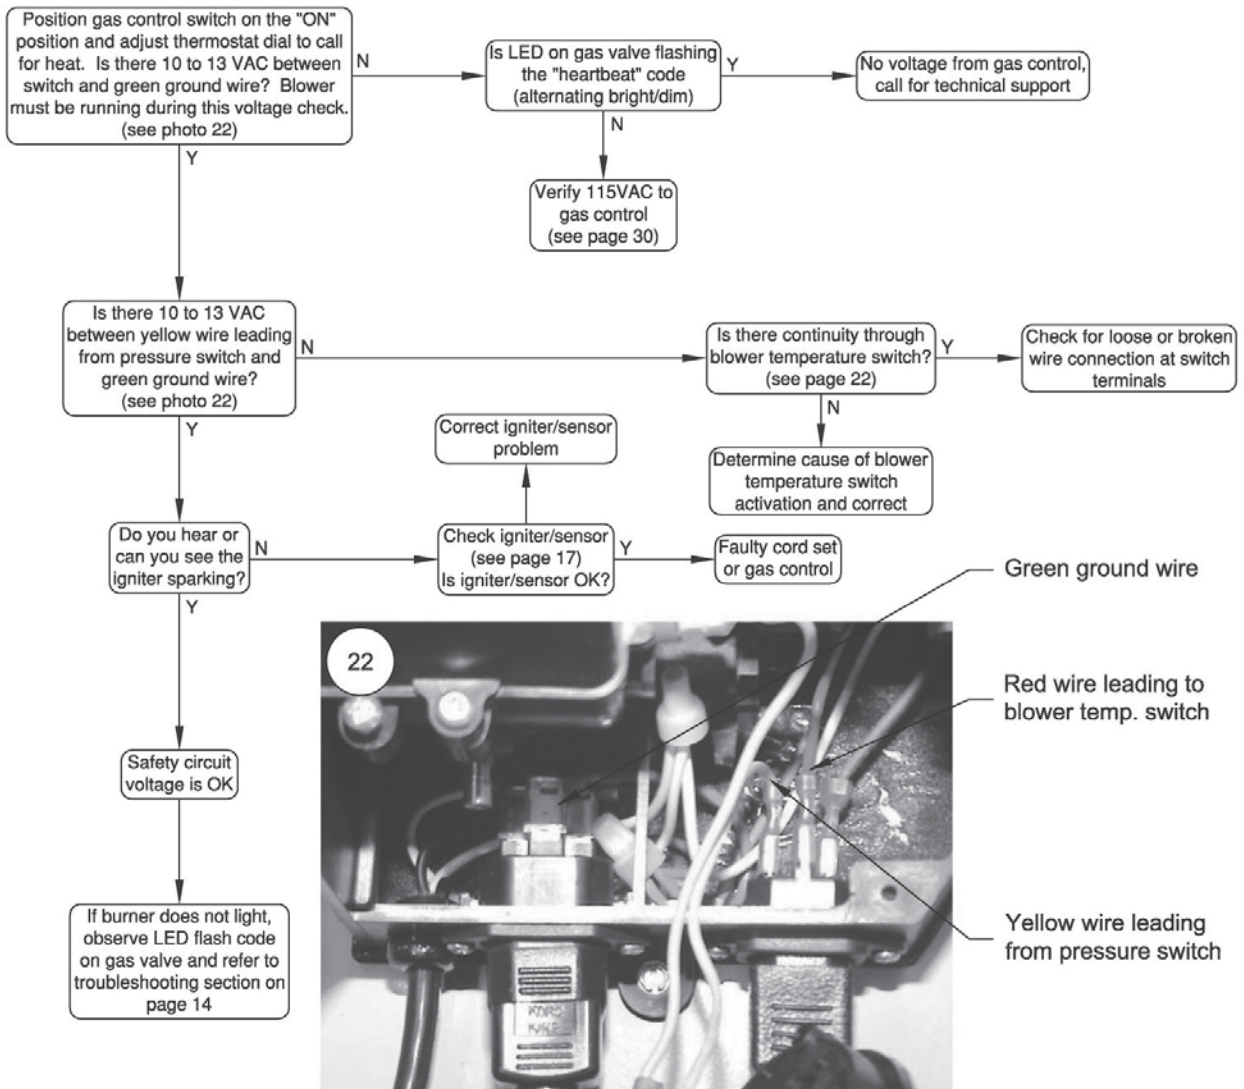 Position gas control switch on the "ON"
position and adjust thermostat dial to call
for heat. Is there 10 to 13 VAC between
switch and green ground wire? Blower
must be running during this voltage check.
(see photo 22)
N
Is LED on gas valve flashing
the "heartbeat" code
(alternating bright/dim)
Y
No voltage from gas control,
call for technical support
Y
N
Verify 115VAC to
gas control
(see page 30)
Is there 10 to 13 VAC
between yellow wire leading
from pressure switch and
green ground wire?
(see photo 22)
N
Is there continuity through
blower temperature switch?
(see page 22)
Y
Check for loose or broken
wire connection at switch
terminals
Y
N
Determine cause of blower
temperature switch
activation and correct
Correct igniter/sensor
problem
Do you hear or
can you see the
igniter sparking?
N
Check igniter/sensor
(see page 17)
Is igniter/sensor OK?
Y
Faulty cord set
or gas control
Y
Safety circuit
voltage is OK
If burner does not light,
observe LED flash code
on gas valve and refer to
troubleshooting section on
page 14
22
Green ground wire
Red wire leading to
blower temp. switch
Yellow wire leading
from pressure switch